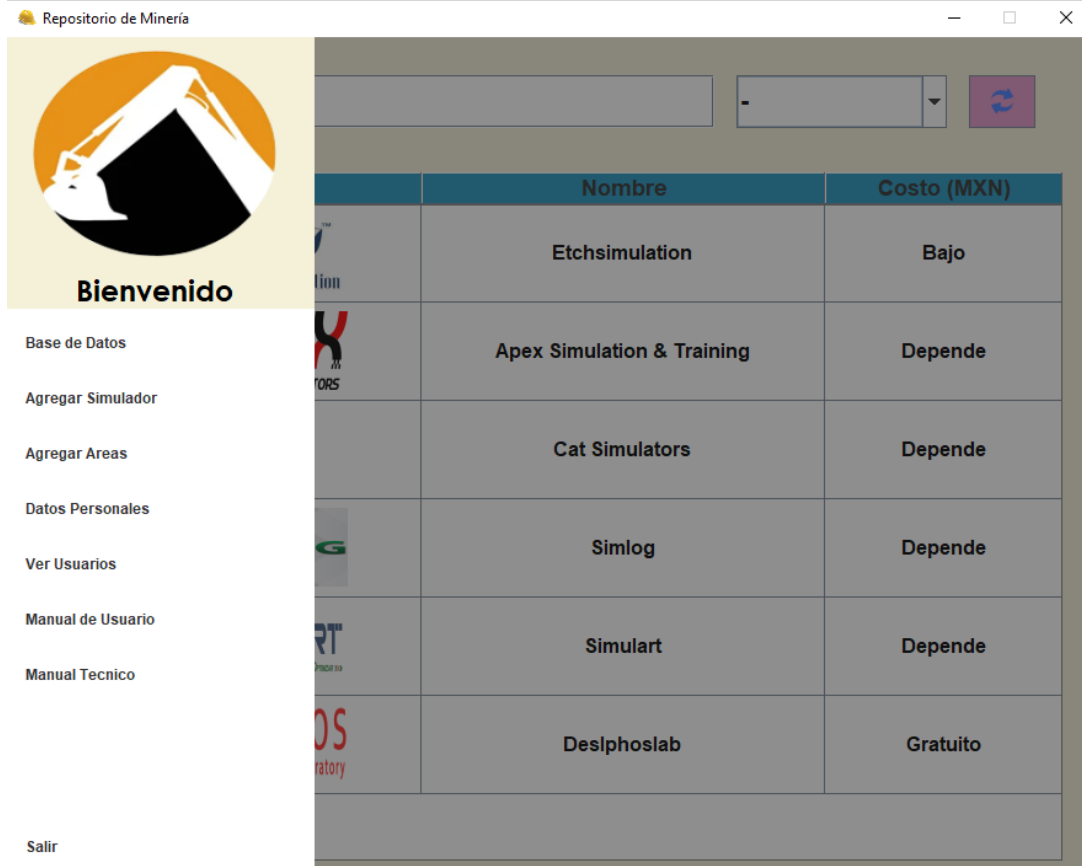 Repositorio de Minería
Bienvenido
Base de Datos
Agregar Simulador
Agregar Areas
Datos Personales
Ver Usuarios
Manual de Usuario
Manual Tecnico
Salir
-
Nombre Costo (MXN)
Etchsimulation Bajo
Apex Simulation & Training Depende
Cat Simulators Depende
Simlog Depende
Simulart Depende
Deslphoslab Gratuito